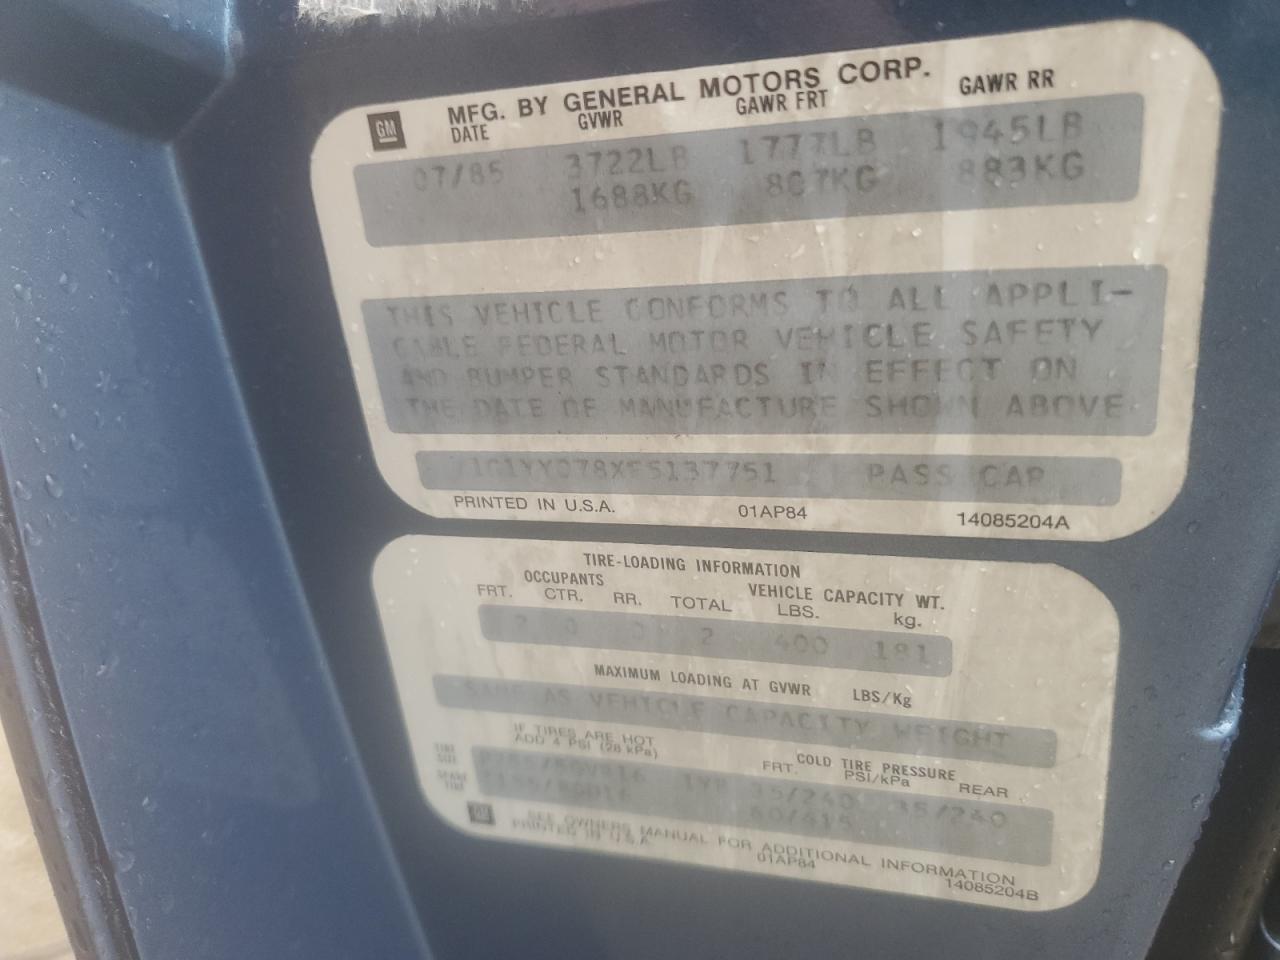 GM MFG. BY GENERAL MOTORS CORP.
DATE GVWR GAWR FRT GAWR RR
07/85 3722LB 1777LB 1945LB
1688KG 807KG 883KG
THIS VEHICLE CONFORMS TO ALL APPLI-
CABLE FEDERAL MOTOR VEHICLE SAFETY
AND BUMPER STANDARDS IN EFFECT ON
THE DATE OF MANUFACTURE SHOWN ABOVE
1G1YY078XF5137751 PASS CAR
PRINTED IN U.S.A. 01AP84 14085204A
TIRE-LOADING INFORMATION
OCCUPANTS VEHICLE CAPACITY WT.
FRT. CTR. RR. TOTAL LBS. kg.
2 0 2 400 181
MAXIMUM LOADING AT GVWR LBS/Kg
SAME AS VEHICLE CAPACITY WEIGHT
IF TIRES ARE HOT
ADD 4 PSI (28 kPa)
COLD TIRE PRESSURE
FRT. PSI/kPa REAR
TIRE SIZE 35/240 35/240
SPARE TIRE 60/415
GM SEE OWNERS MANUAL FOR ADDITIONAL INFORMATION
PRINTED IN U.S.A. 01AP84 14085204B